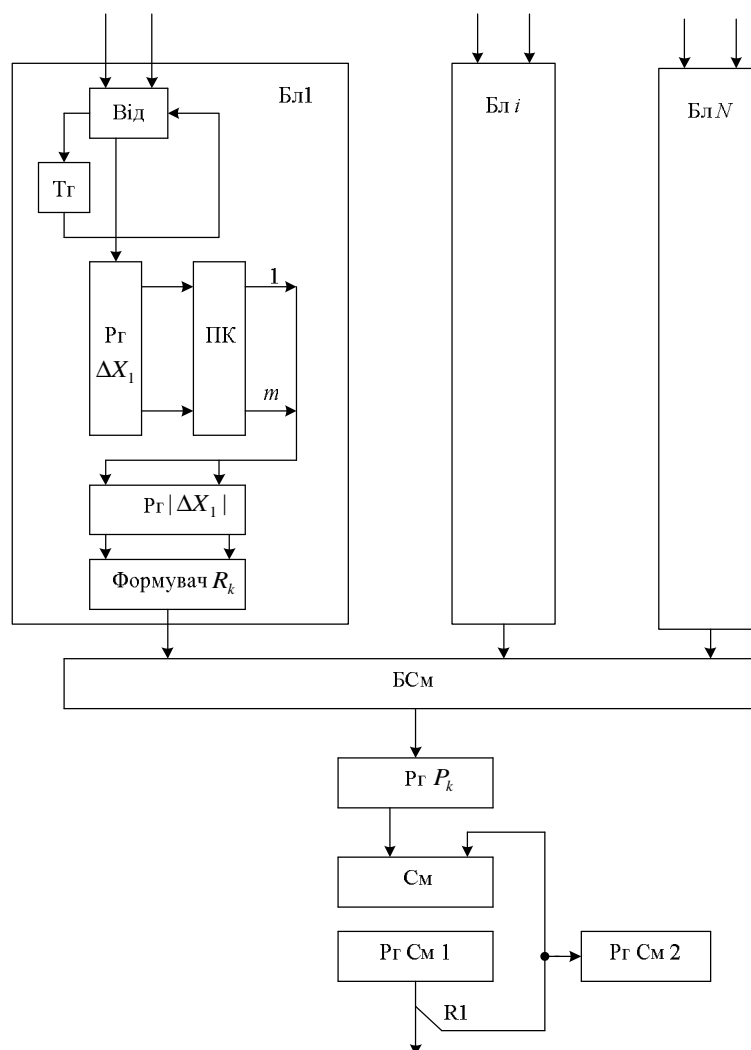 Бл1
Від
Бл i
Бл N
Тг
1
Рг
ΔX₁
ПК
m
Рг |ΔX₁|
Формувач Rₖ
БСм
Рг Pₖ
См
Рг См 1
Рг См 2
R1